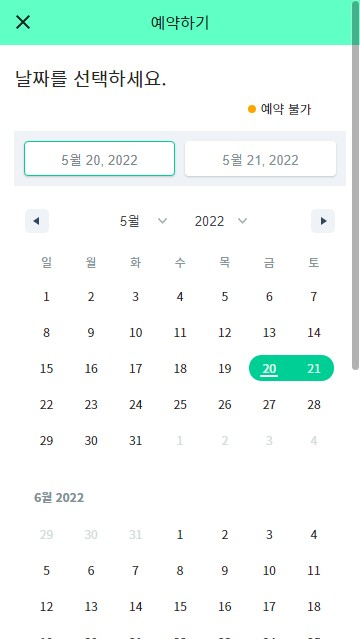 예약하기
날짜를 선택하세요.
예약 불가
5월 20, 2022 5월 21, 2022
5월 2022
일 월 화 수 목 금 토
1 2 3 4 5 6 7
8 9 10 11 12 13 14
15 16 17 18 19 20 21
22 23 24 25 26 27 28
29 30 31 1 2 3 4
6월 2022
29 30 31 1 2 3 4
5 6 7 8 9 10 11
12 13 14 15 16 17 18